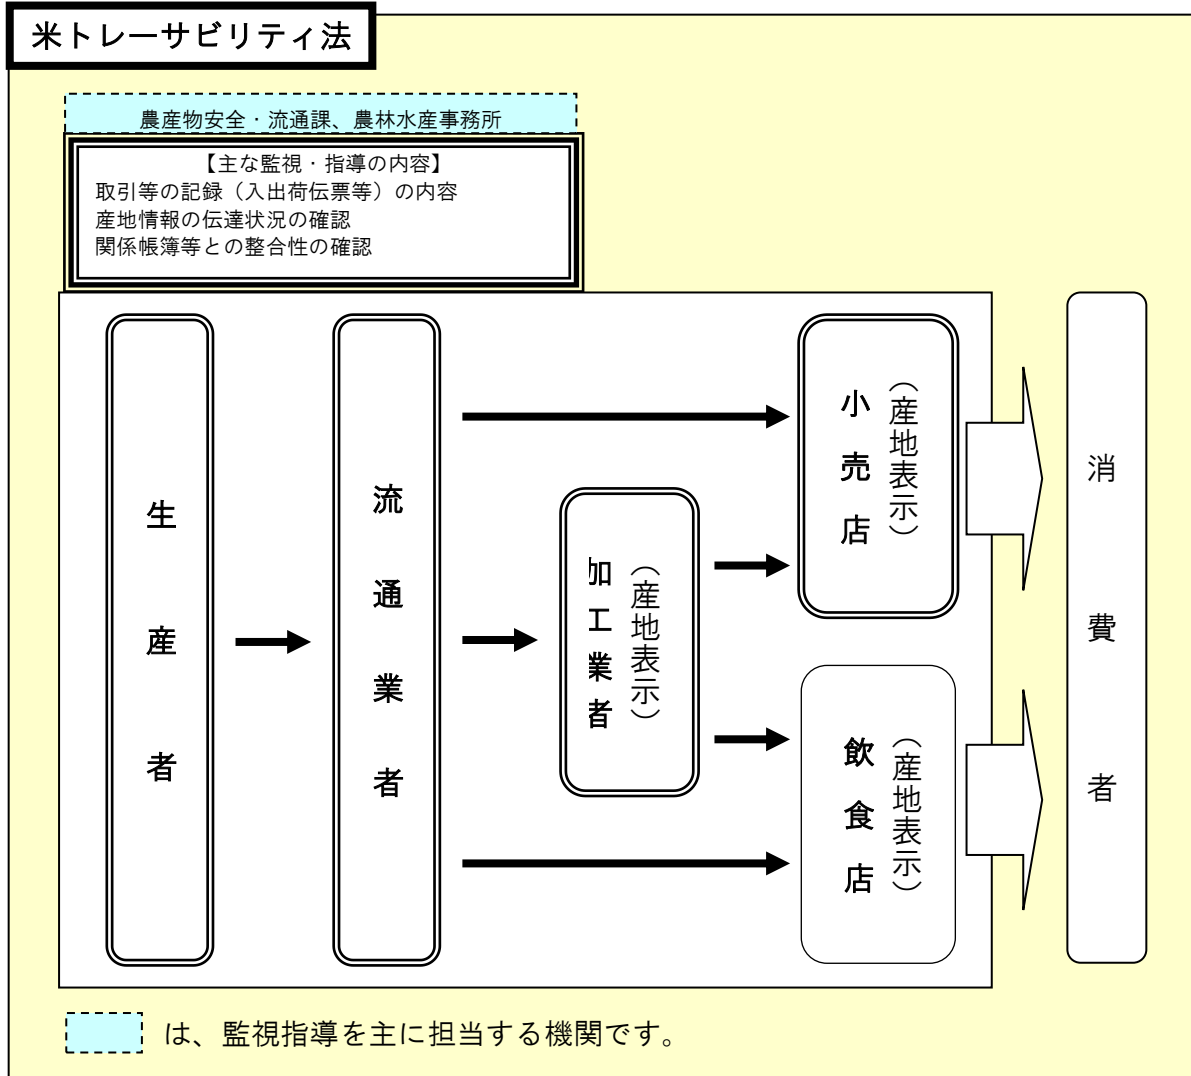 米トレーサビリティ法
農産物安全・流通課、農林水産事務所
【主な監視・指導の内容】
取引等の記録（入出荷伝票等）の内容
産地情報の伝達状況の確認
関係帳簿等との整合性の確認
生産者
流通業者
加工業者
（産地表示）
小売店
（産地表示）
飲食店
（産地表示）
消費者
は、監視指導を主に担当する機関です。